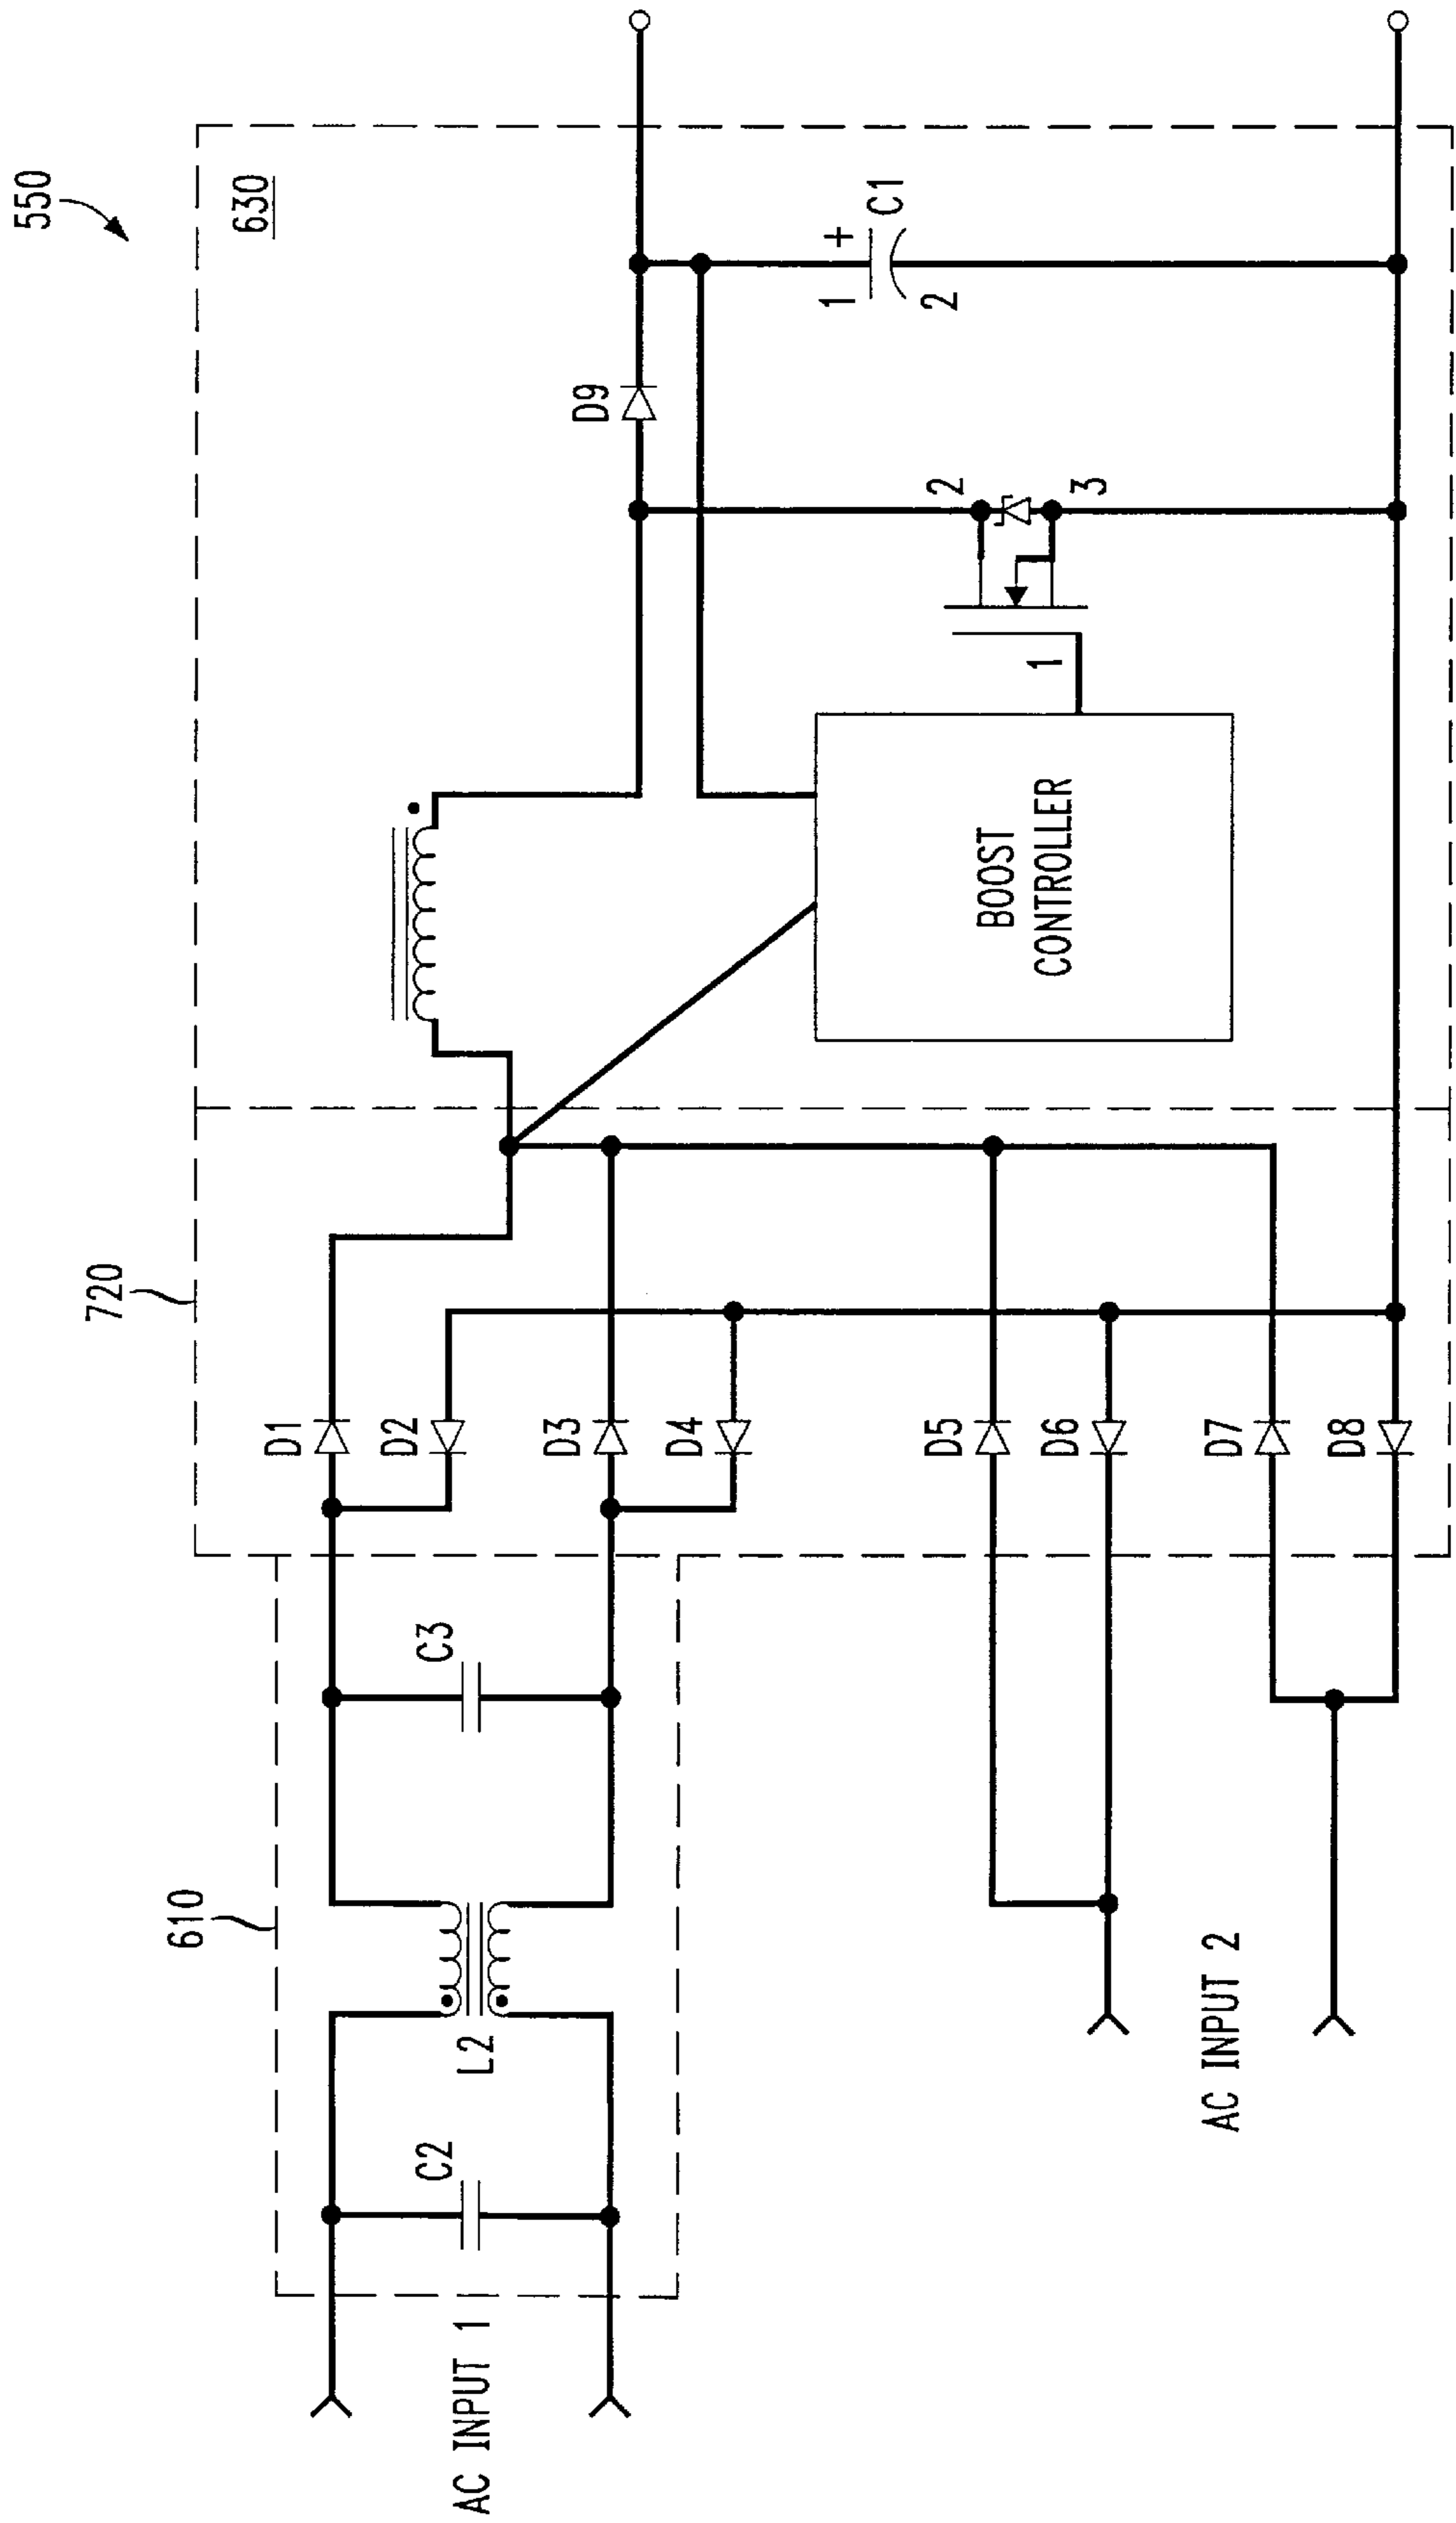 550
630
720
610
D9
1
+
C1
2
2
3
1
BOOST
CONTROLLER
D1
D2
D3
D4
D5
D6
D7
D8
C3
L2
C2
AC INPUT 1
AC INPUT 2